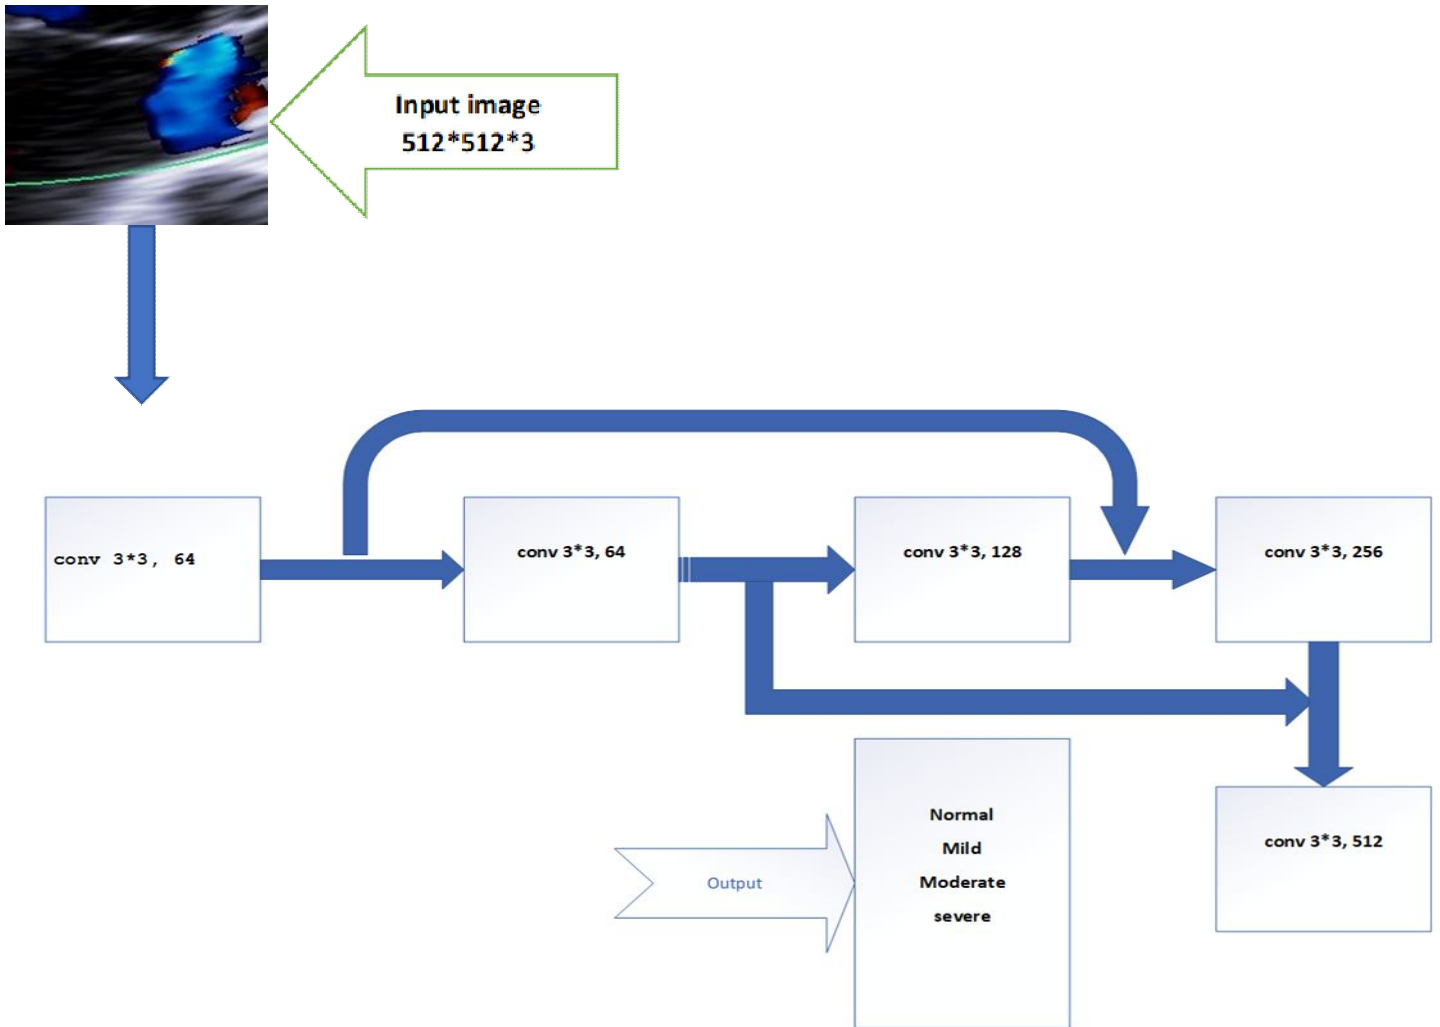 Input image
512*512*3
conv 3*3, 64
conv 3*3, 64
conv 3*3, 128
conv 3*3, 256
conv 3*3, 512
Output
Normal
Mild
Moderate
severe